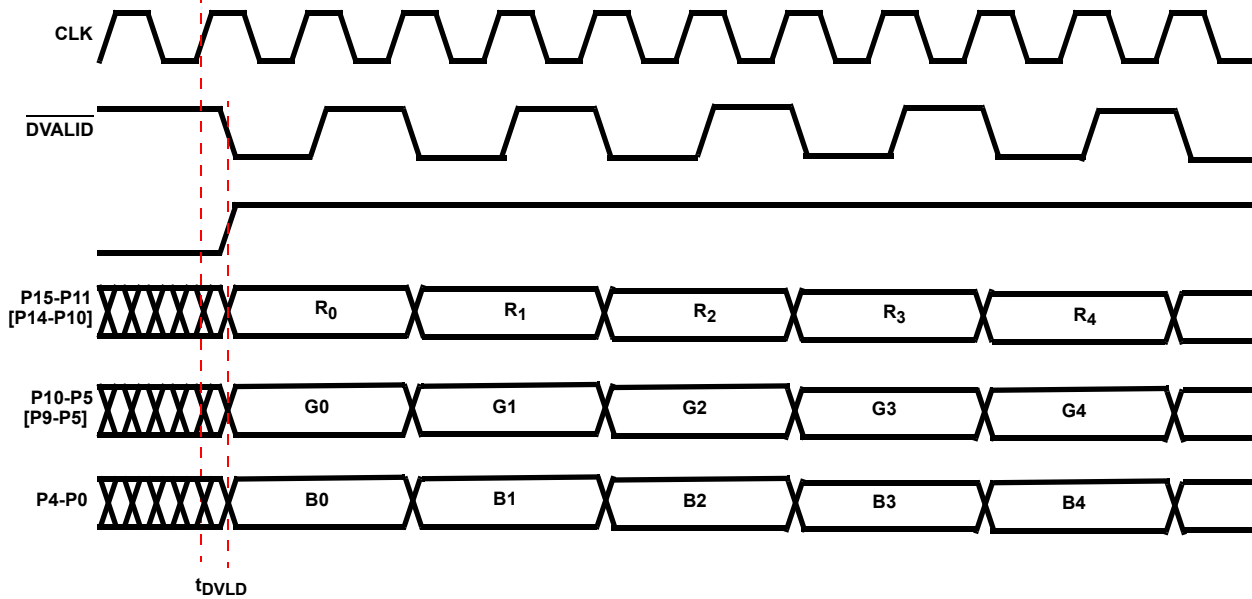 CLK
DVALID
P15-P11
[P14-P10]
R0
R1
R2
R3
R4
P10-P5
[P9-P5]
G0
G1
G2
G3
G4
P4-P0
B0
B1
B2
B3
B4
tDVLD